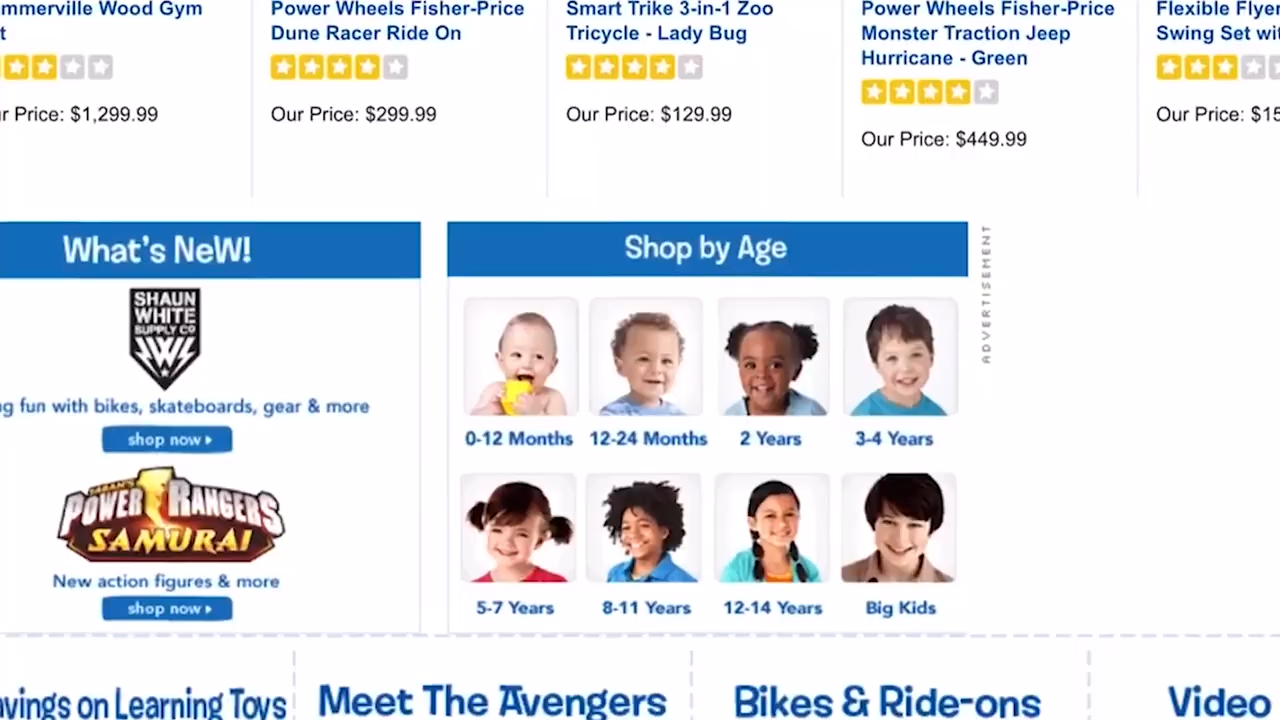 mmerville Wood Gym
t
ur Price: $1,299.99
Power Wheels Fisher-Price
Dune Racer Ride On
Our Price: $299.99
Smart Trike 3-in-1 Zoo
Tricycle - Lady Bug
Our Price: $129.99
Power Wheels Fisher-Price
Monster Traction Jeep
Hurricane - Green
Our Price: $449.99
Flexible Flye
Swing Set wit
Our Price: $15
What's NeW!
SHAUN
WHITE
SUPPLY CO
g fun with bikes, skateboards, gear & more
shop now
SABAN'S
POWER RANGERS
SAMURAI
New action figures & more
shop now
Shop by Age
0-12 Months
12-24 Months
2 Years
3-4 Years
5-7 Years
8-11 Years
12-14 Years
Big Kids
ADVERTISEMENT
avings on Learning Toys
Meet The Avengers
Bikes & Ride-ons
Video